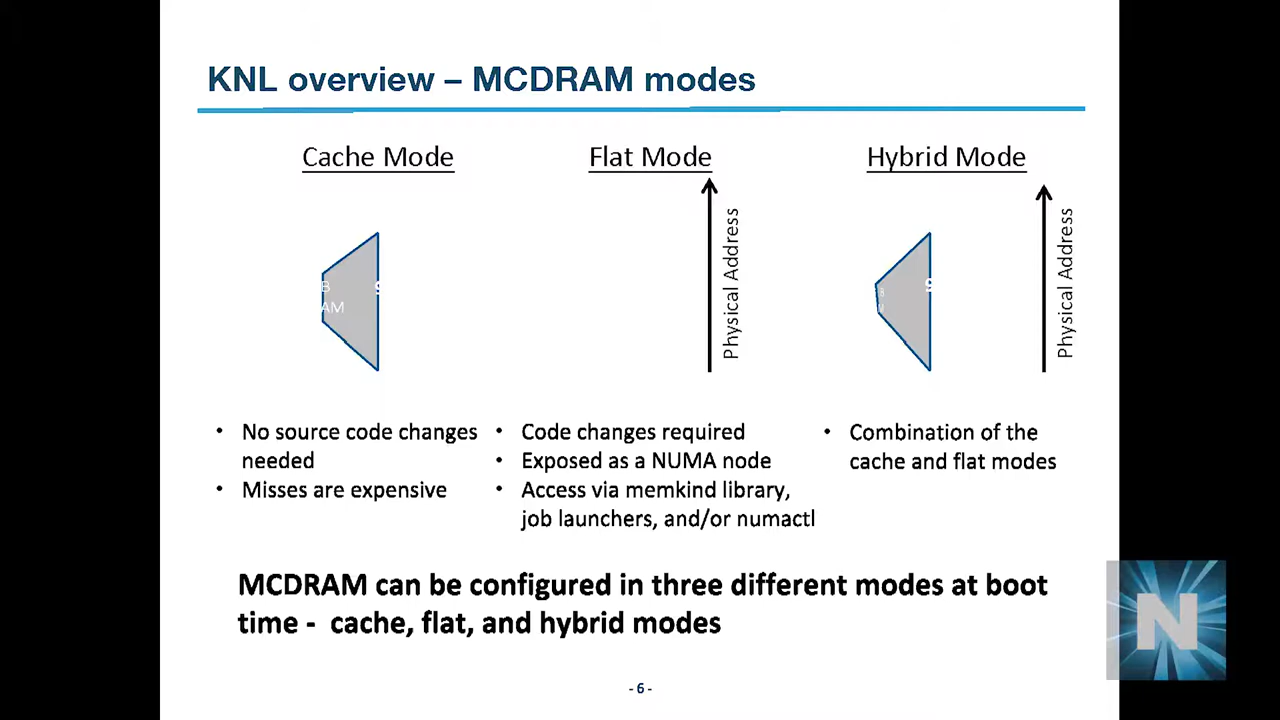 KNL overview – MCDRAM modes
Cache Mode
Flat Mode
Hybrid Mode
Physical Address
Physical Address
B
AM
9
B
9
• No source code changes
needed
• Misses are expensive
• Code changes required
• Exposed as a NUMA node
• Access via memkind library,
job launchers, and/or numactl
• Combination of the
cache and flat modes
MCDRAM can be configured in three different modes at boot
time - cache, flat, and hybrid modes
- 6 -
N